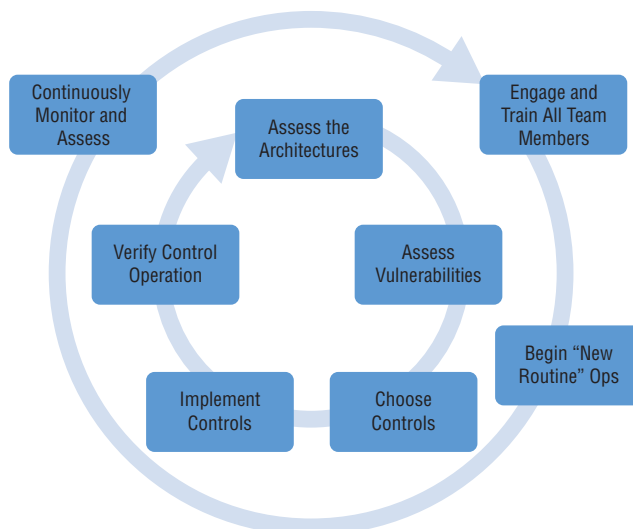 Continuously
Monitor and
Assess
Engage and
Train All Team
Members
Assess the
Architectures
Verify Control
Operation
Assess
Vulnerabilities
Begin “New
Routine” Ops
Implement
Controls
Choose
Controls